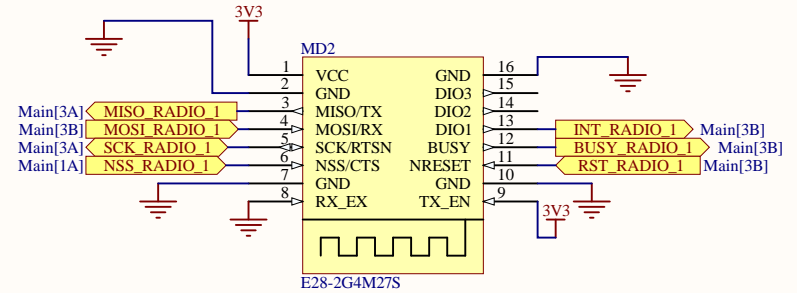 3V3
MD2
1 VCC GND 16
2 GND DIO3 15
Main[3A] MISO_RADIO_1 3 MISO/TX DIO2 14
Main[3B] MOSI_RADIO_1 4 MOSI/RX DIO1 13 INT_RADIO_1 Main[3B]
Main[3A] SCK_RADIO_1 5 SCK/RTSN BUSY 12 BUSY_RADIO_1 Main[3B]
Main[1A] NSS_RADIO_1 6 NSS/CTS NRESET 11 RST_RADIO_1 Main[3B]
7 GND GND 10
8 RX_EX TX_EN 9
3V3
E28-2G4M27S